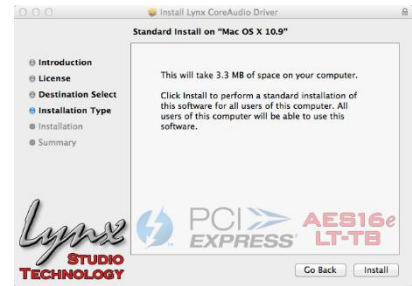 Install Lynx CoreAudio Driver
Standard Install on "Mac OS X 10.9"
Introduction
License
Destination Select
Installation Type
Installation
Summary
This will take 3.3 MB of space on your computer.
Click Install to perform a standard installation of
this software for all users of this computer. All
users of this computer will be able to use this
software.
Lynx
STUDIO
TECHNOLOGY
PCI
EXPRESS
AES16e
LT-TB
Go Back
Install